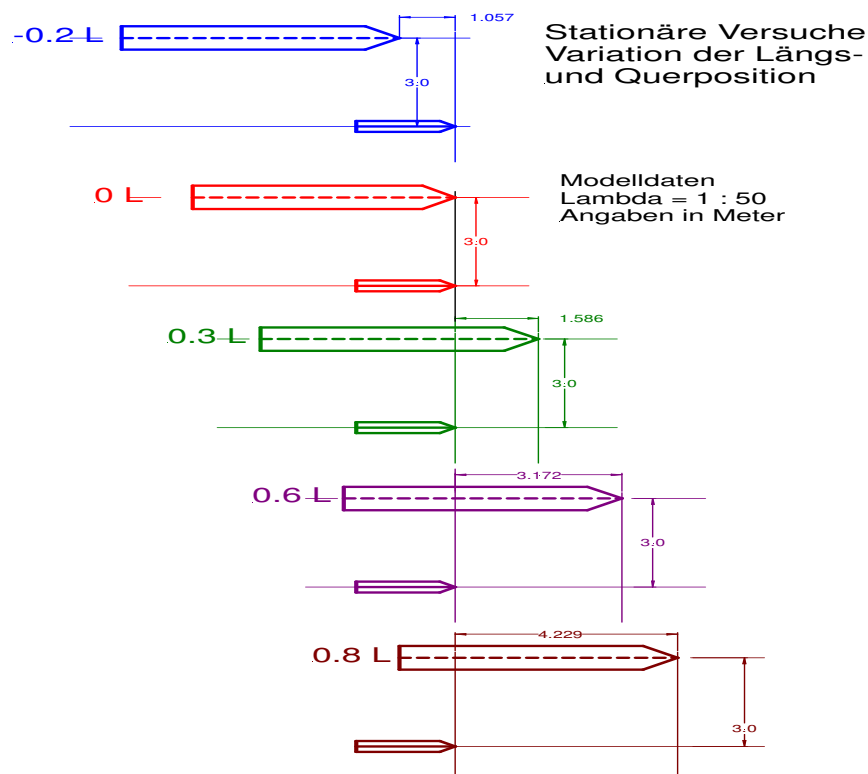 1.057
-0.2 L
Stationäre Versuche
Variation der Längs-
und Querposition
3.0
0 L
Modelldaten
Lambda = 1 : 50
Angaben in Meter
3.0
1.586
0.3 L
3.0
3.172
0.6 L
3.0
4.229
0.8 L
3.0